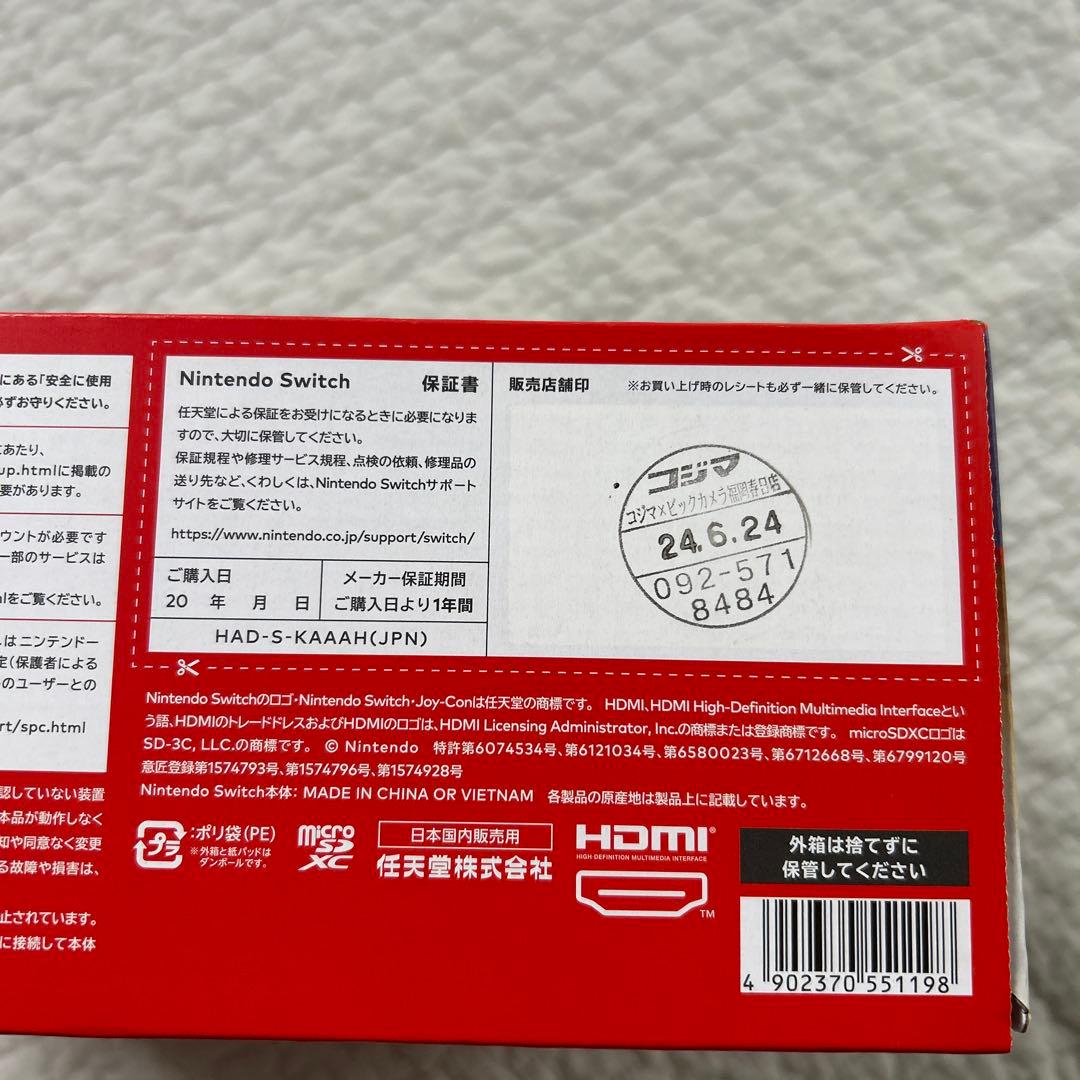 にある「安全に使用
必ずお守りください。
にあたり、
up.htmlに掲載の
要があります。
ウントが必要です
一部のサービスは
mlをご覧ください。
は ニンテンドー
定(保護者による
のユーザーとの
rt/spc.html
認していない装置
本品が動作しなく
知や同意なく変更
る故障や損害は、
止されています。
に接続して本体
Nintendo Switch 保証書
任天堂による保証をお受けになるときに必要になりま
すので、大切に保管してください。
保証規程や修理サービス規程、点検の依頼、修理品の
送り先など、くわしくは、Nintendo Switchサポート
サイトをご覧ください。
https://www.nintendo.co.jp/support/switch/
ご購入日
20 年 月 日
メーカー保証期間
ご購入日より1年間
HAD-S-KAAAH(JPN)
販売店舗印 ※お買い上げ時のレシートも必ず一緒に保管してください。
コジマ
コジマ×ビックカメラ福岡春日店
24.6.24
092-571
8484
Nintendo Switchのロゴ・Nintendo Switch・Joy-Conは任天堂の商標です。 HDMI、HDMI High-Definition Multimedia Interfaceとい
う語、HDMIのトレードドレスおよびHDMIのロゴは、HDMI Licensing Administrator, Inc.の商標または登録商標です。 microSDXCロゴは
SD-3C, LLC.の商標です。 © Nintendo 特許第6074534号、第6121034号、第6580023号、第6712668号、第6799120号
意匠登録第1574793号、第1574796号、第1574928号
Nintendo Switch本体: MADE IN CHINA OR VIETNAM 各製品の原産地は製品上に記載しています。
プラ
:ポリ袋(PE)
※外箱と紙パッドは
ダンボールです。
micro
SD
XC
日本国内販売用
任天堂株式会社
HDMI®
HIGH DEFINITION MULTIMEDIA INTERFACE
TM
外箱は捨てずに
保管してください
4 902370 551198